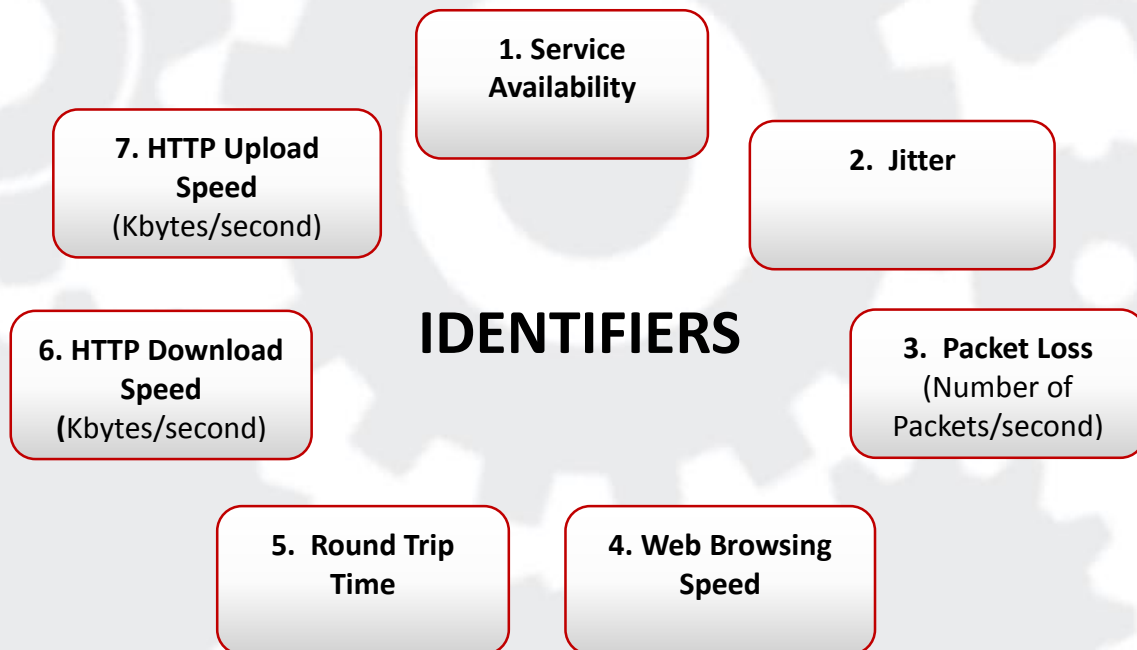 1. Service
Availability
2. Jitter
3. Packet Loss
(Number of
Packets/second)
4. Web Browsing
Speed
5. Round Trip
Time
6. HTTP Download
Speed
(Kbytes/second)
7. HTTP Upload
Speed
(Kbytes/second)
IDENTIFIERS